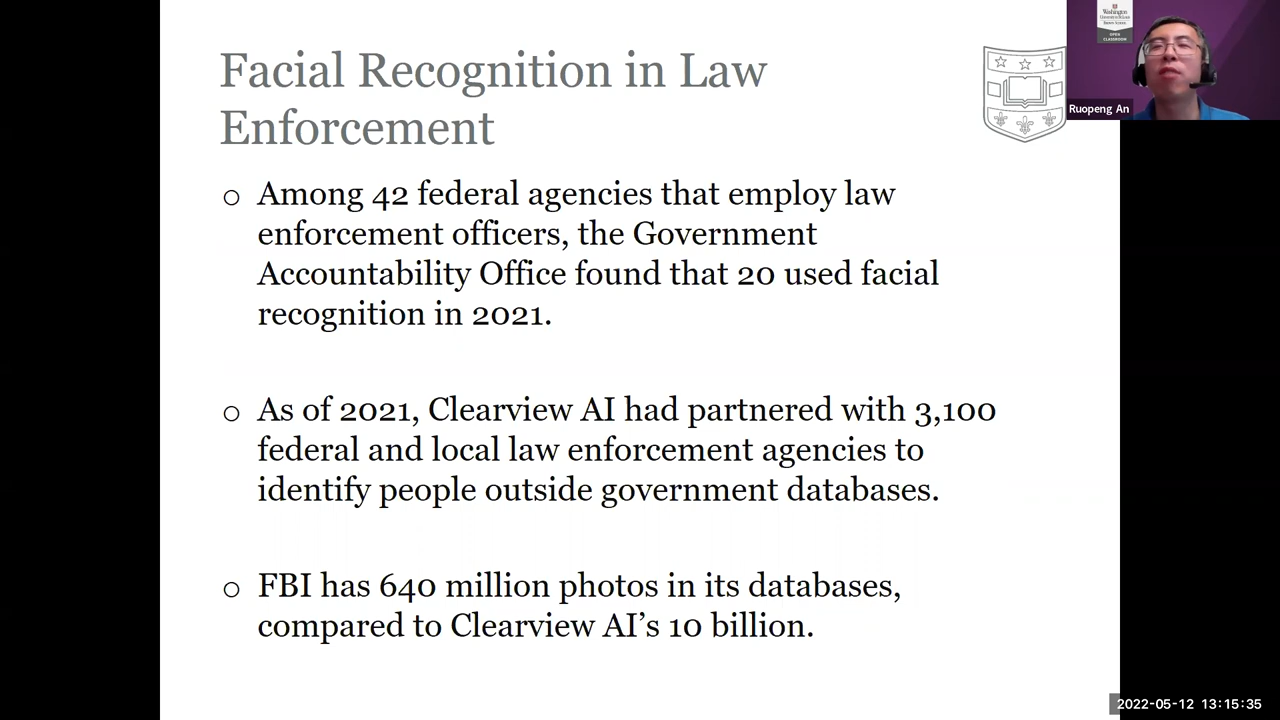 Facial Recognition in Law
Enforcement
Among 42 federal agencies that employ law
enforcement officers, the Government
Accountability Office found that 20 used facial
recognition in 2021.
As of 2021, Clearview AI had partnered with 3,100
federal and local law enforcement agencies to
identify people outside government databases.
FBI has 640 million photos in its databases,
compared to Clearview AI’s 10 billion.
OPEN
CLASSROOM
Ruopeng An
2022-05-12 13:15:35